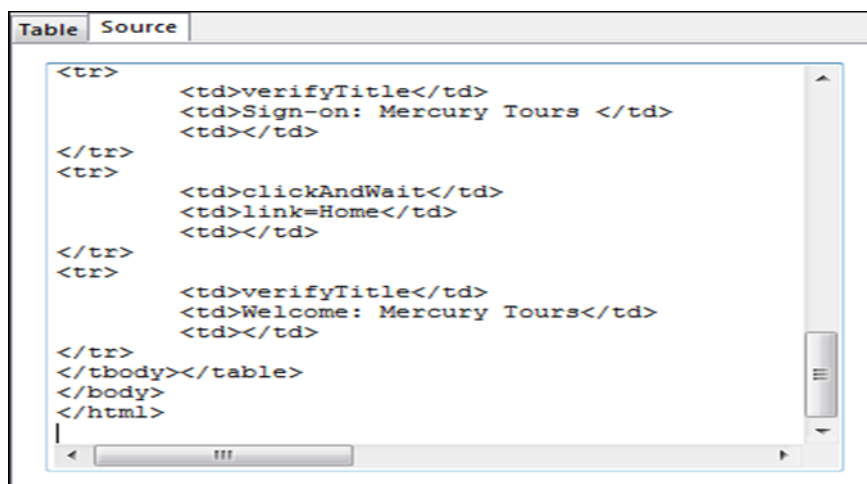 Table Source
<tr>
<td>verifyTitle</td>
<td>Sign-on: Mercury Tours </td>
<td></td>
</tr>
<tr>
<td>clickAndWait</td>
<td>link=Home</td>
<td></td>
</tr>
<tr>
<td>verifyTitle</td>
<td>Welcome: Mercury Tours</td>
<td></td>
</tr>
</tbody></table>
</body>
</html>